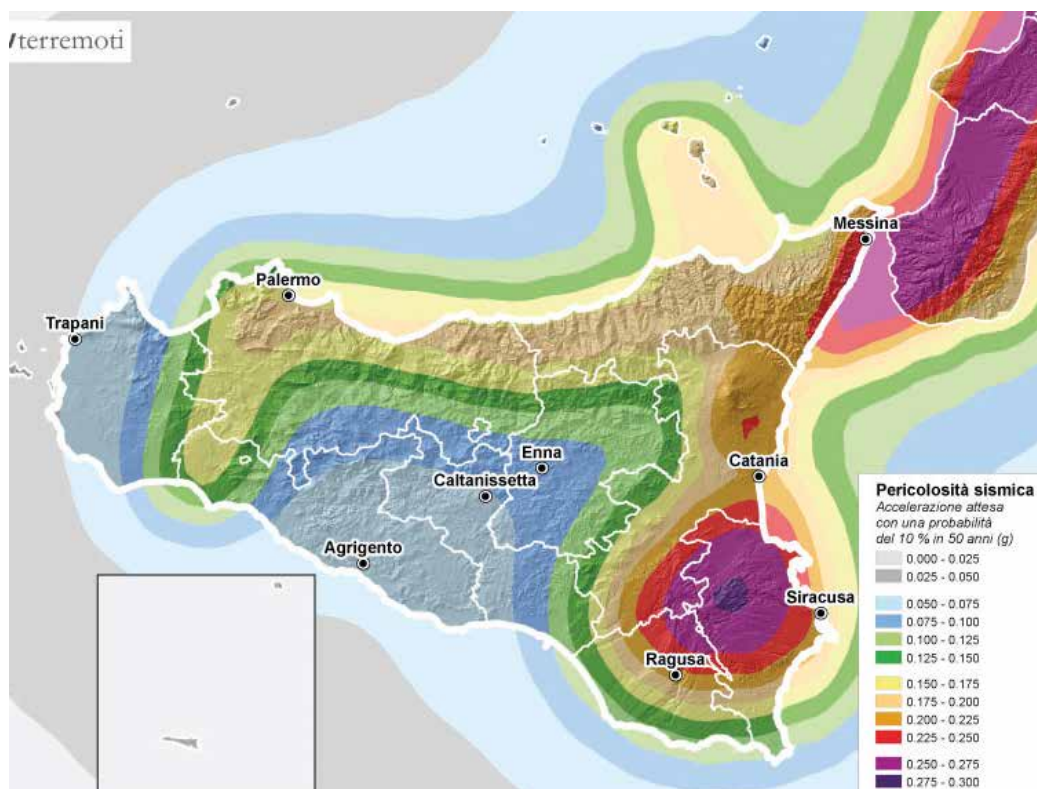 terremoti
Messina
Palermo
Trapani
Enna
Catania
Caltanissetta
Agrigento
Siracusa
Ragusa
Pericolosità sismica
Accelerazione attesa
con una probabilità
del 10 % in 50 anni (g)
0.000 - 0.025
0.025 - 0.050
0.050 - 0.075
0.075 - 0.100
0.100 - 0.125
0.125 - 0.150
0.150 - 0.175
0.175 - 0.200
0.200 - 0.225
0.225 - 0.250
0.250 - 0.275
0.275 - 0.300